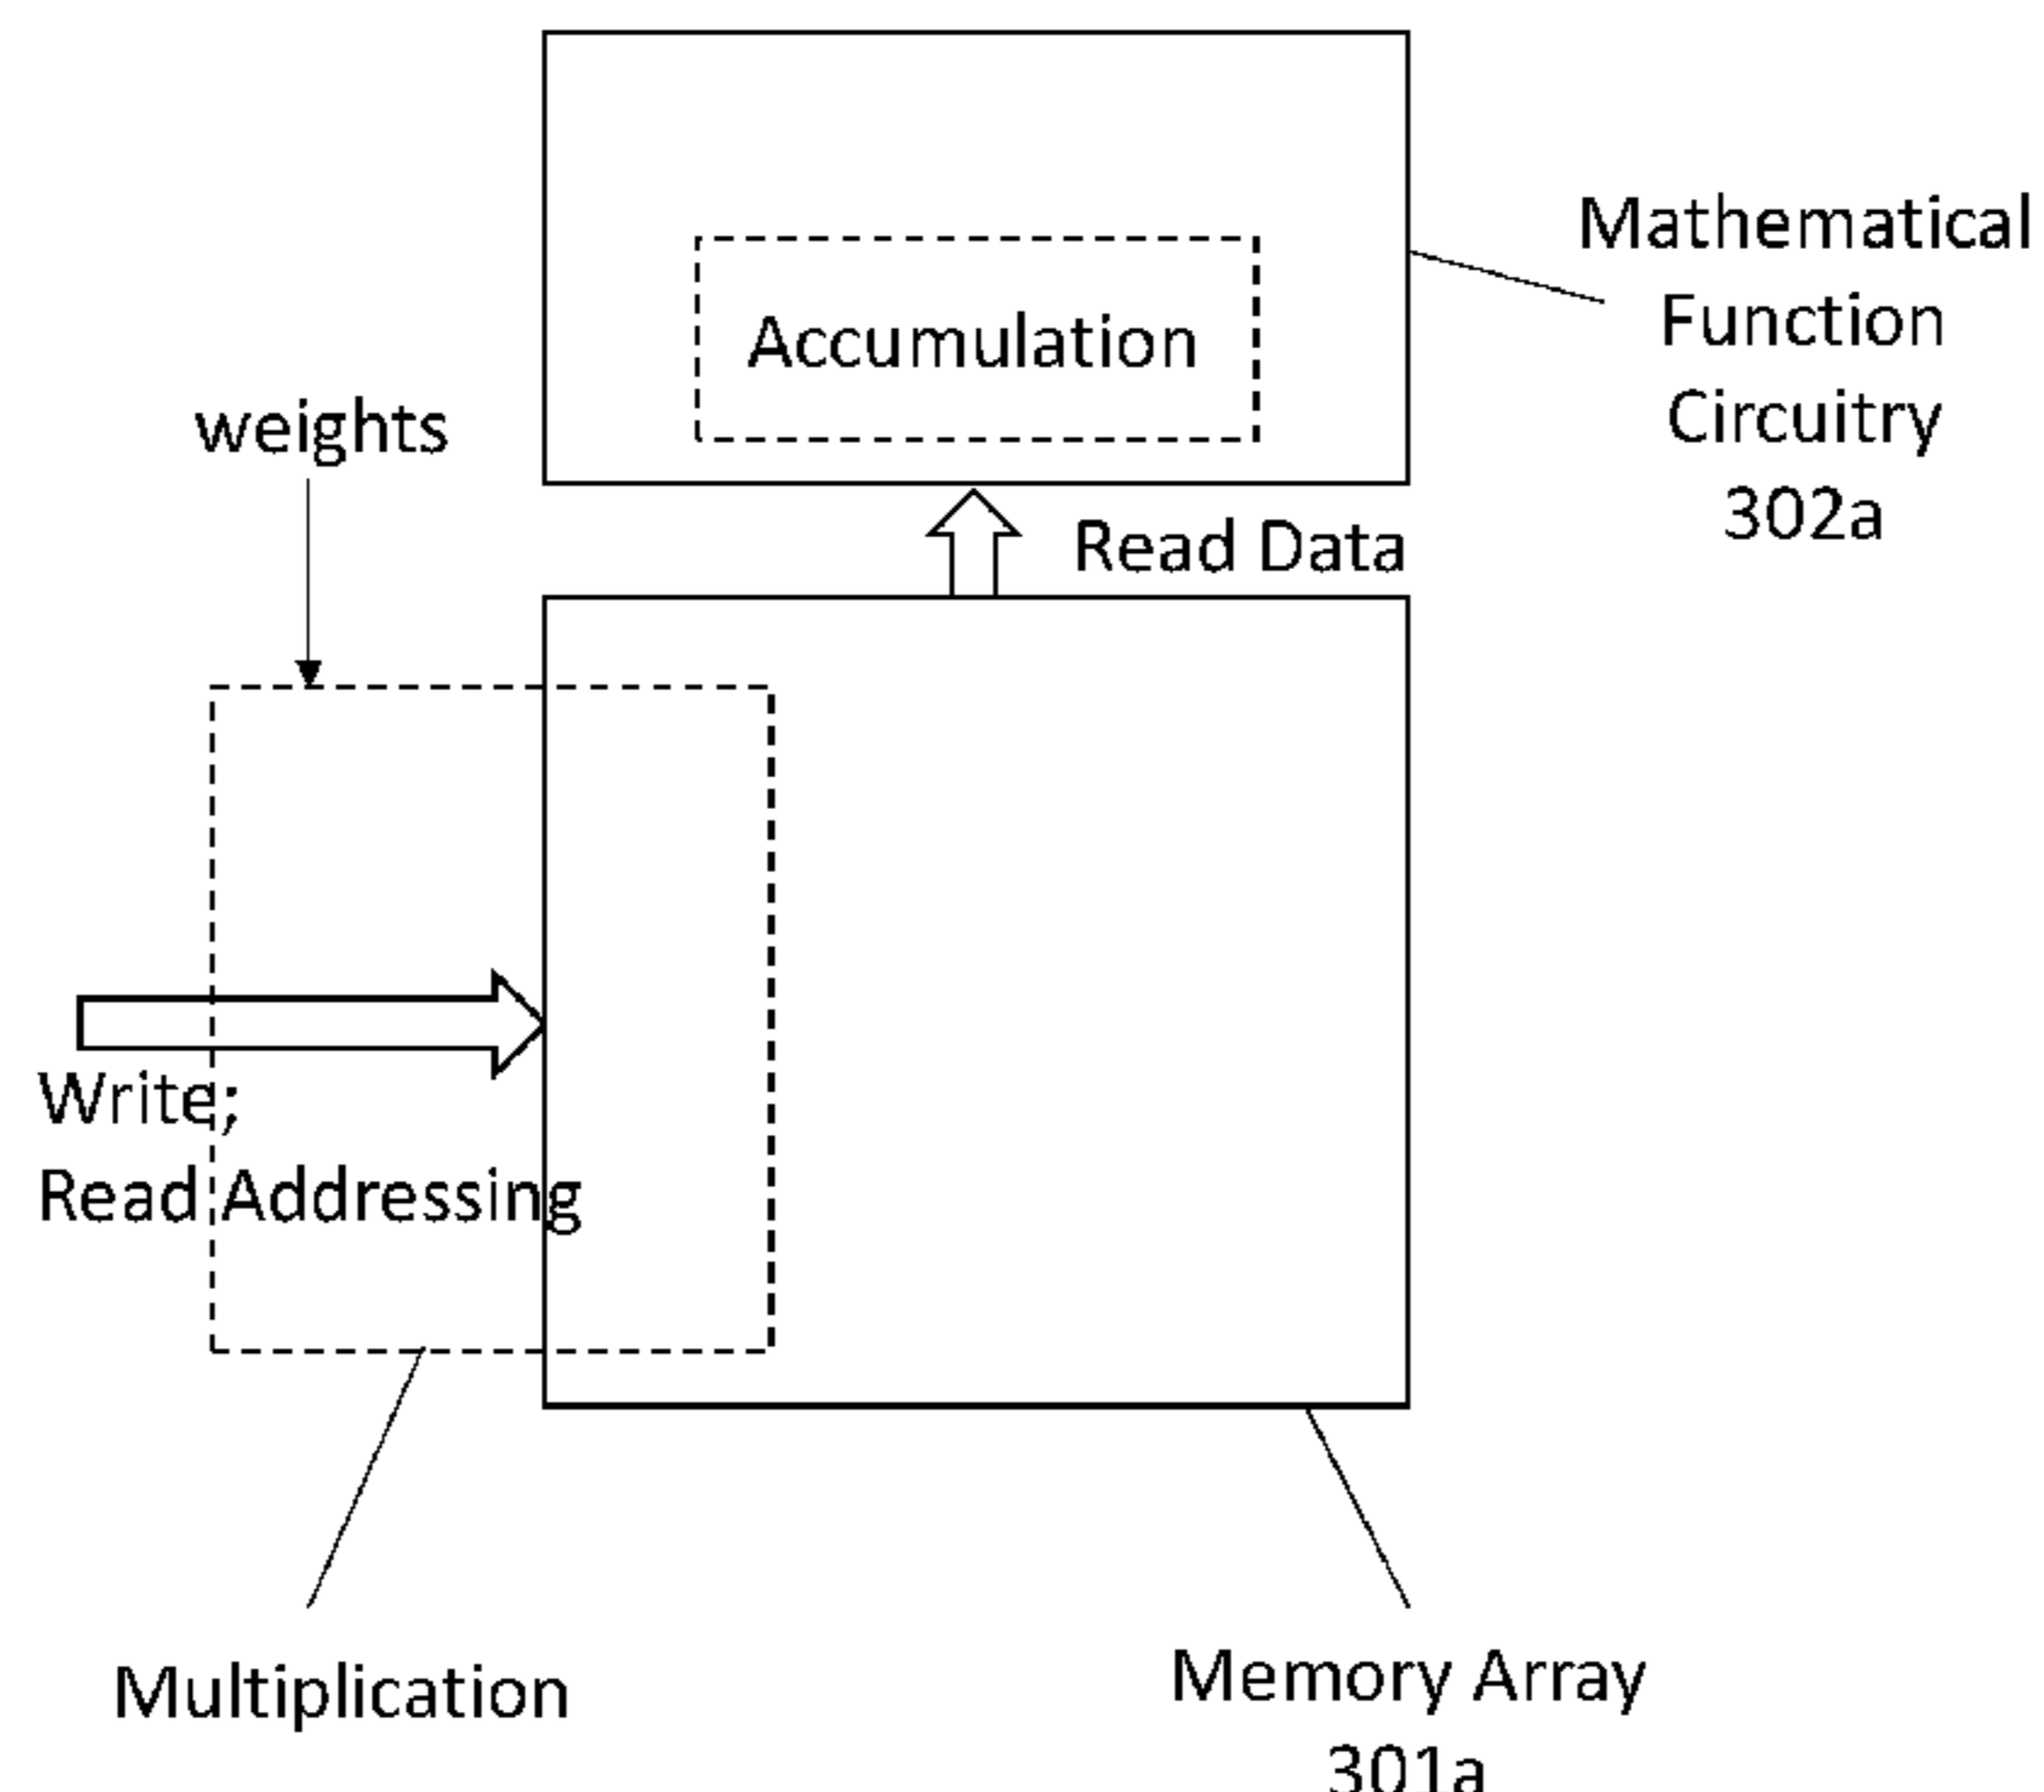 Mathematical
Function
Circuitry
302a
Accumulation
weights
Read Data
Write;
Read Addressing
Multiplication
Memory Array
301a